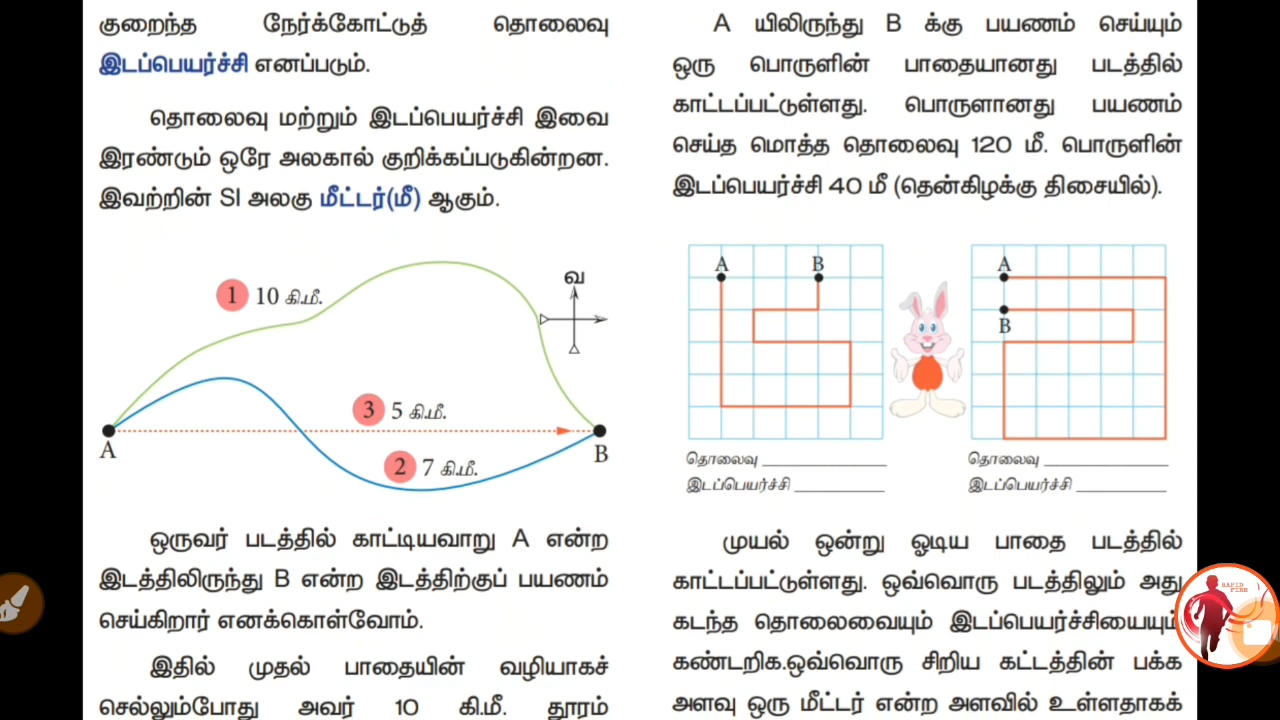 குறைந்த நேர்க்கோட்டுத் தொலைவு
இடப்பெயர்ச்சி எனப்படும்.
தொலைவு மற்றும் இடப்பெயர்ச்சி இவை
இரண்டும் ஒரே அலகால் குறிக்கப்படுகின்றன.
இவற்றின் SI அலகு மீட்டர்(மீ) ஆகும்.
வ
1 10 கி.மீ.
3 5 கி.மீ.
A
B
2 7 கி.மீ.
ஒருவர் படத்தில் காட்டியவாறு A என்ற
இடத்திலிருந்து B என்ற இடத்திற்குப் பயணம்
செய்கிறார் எனக்கொள்வோம்.
இதில் முதல் பாதையின் வழியாகச்
செல்லும்போது அவர் 10 கி.மீ. தூரம்
A யிலிருந்து B க்கு பயணம் செய்யும்
ஒரு பொருளின் பாதையானது படத்தில்
காட்டப்பட்டுள்ளது. பொருளானது பயணம்
செய்த மொத்த தொலைவு 120 மீ. பொருளின்
இடப்பெயர்ச்சி 40 மீ (தென்கிழக்கு திசையில்).
A B
தொலைவு
இடப்பெயர்ச்சி
A
B
தொலைவு
இடப்பெயர்ச்சி
முயல் ஒன்று ஓடிய பாதை படத்தில்
காட்டப்பட்டுள்ளது. ஒவ்வொரு படத்திலும் அது
கடந்த தொலைவையும் இடப்பெயர்ச்சியையும்
கண்டறிக.ஒவ்வொரு சிறிய கட்டத்தின் பக்க
அளவு ஒரு மீட்டர் என்ற அளவில் உள்ளதாகக்
RAPID
FIRE